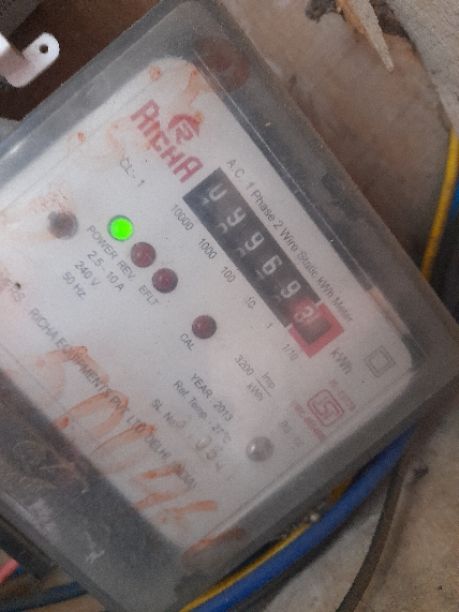 RICHA
A.C. 1 Phase 2 Wire Static kWh Meter
CL:- 1
099693
10000 1000 100 10 1 1/10
kWh
POWER REV. EFLT
CAL
2.5 - 10 A
240 V
50 Hz
3200 Imp/kWh
YEAR 2013
Ref. Temp.: 27°C
SL No.
RICHA EQUIPMENTS PVT. LTD. DELHI